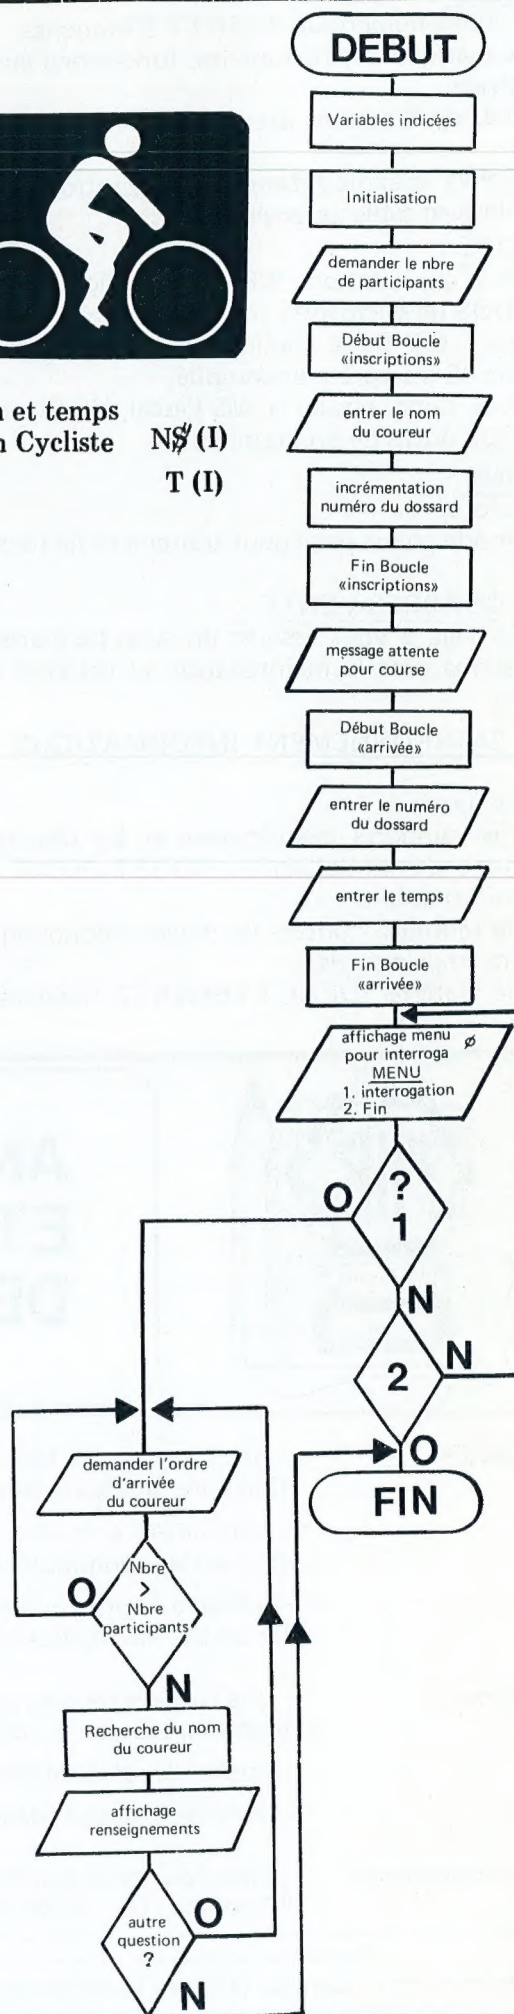 DEBUT
Variables indicées
Initialisation
demander le nbre
de participants
Début Boucle
«inscriptions»
et temps
Cycliste N$ (I)
T (I)
entrer le nom
du coureur
incrémentation
numéro du dossard
Fin Boucle
«inscriptions»
message attente
pour course
Début Boucle
«arrivée»
entrer le numéro
du dossard
entrer le temps
Fin Boucle
«arrivée»
affichage menu ø
pour interroga
MENU
1. interrogation
2. Fin
?
O 1
N
2 N
O
FIN
demander l'ordre
d'arrivée
du coureur
Nbre
>
O Nbre
participants
N
Recherche du nom
du coureur
affichage
renseignements
autre O
question
?
N